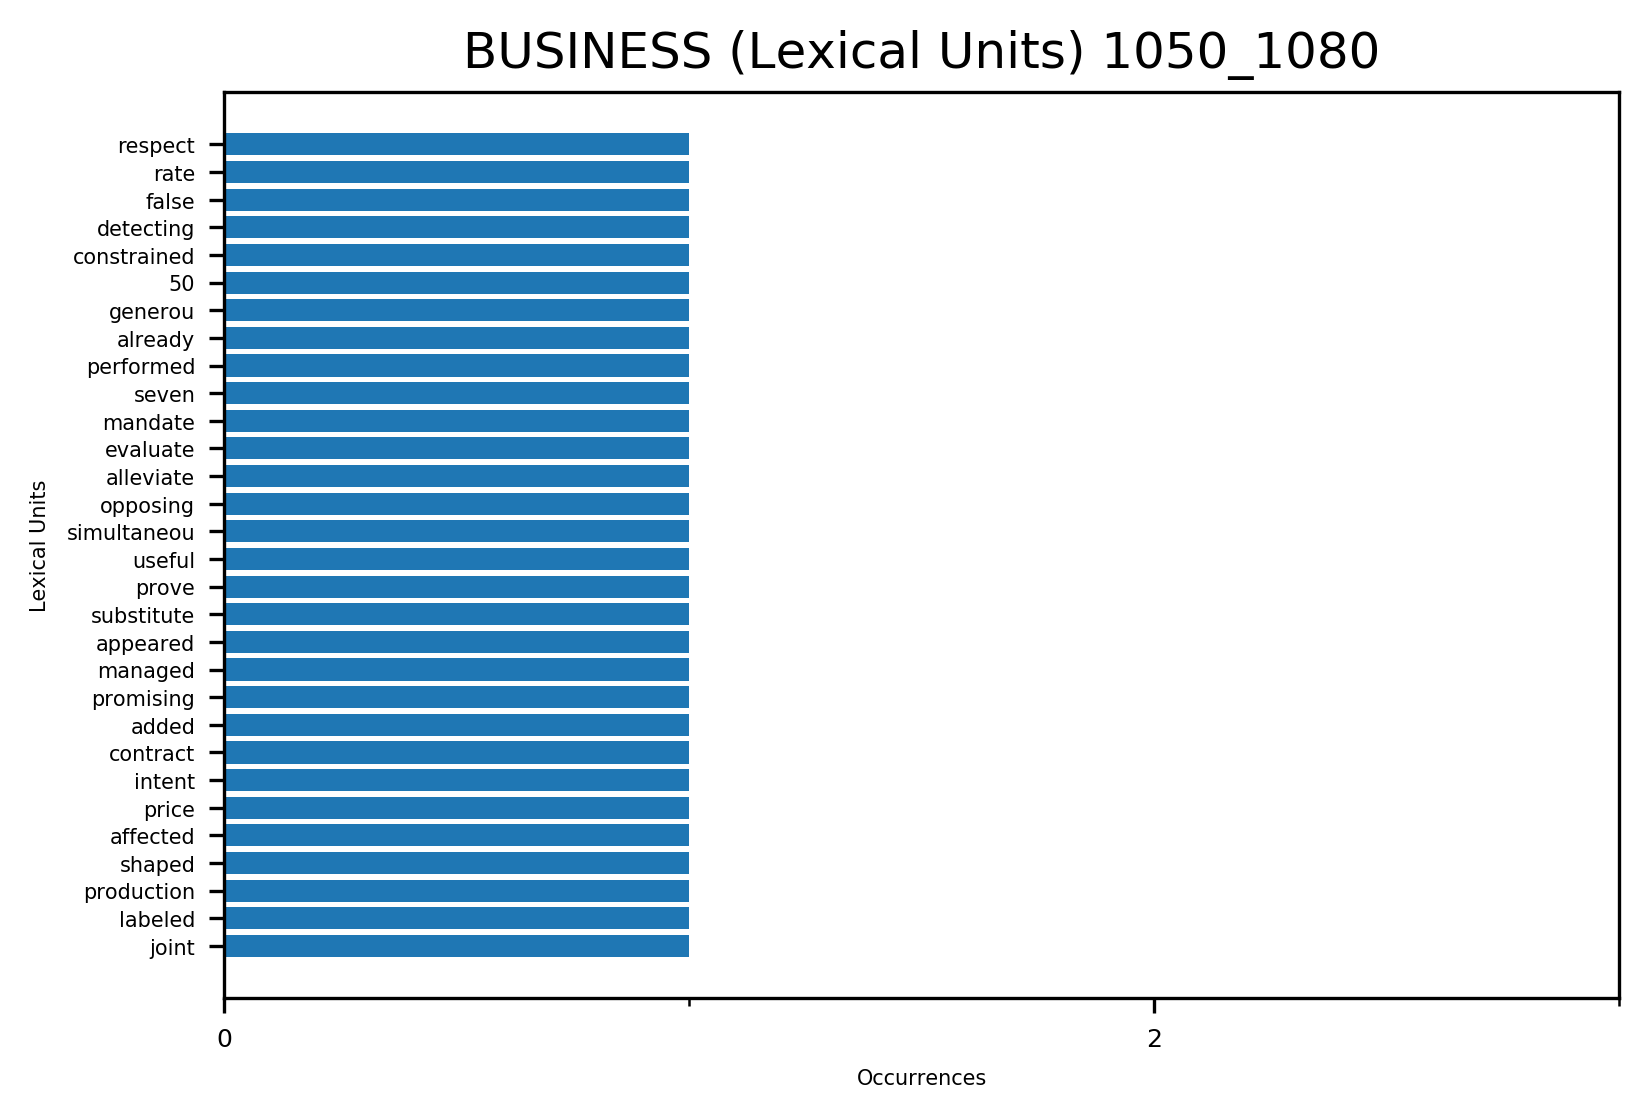 BUSINESS (Lexical Units) 1050_1080
respect
rate
false
detecting
constrained
50
generou
already
performed
seven
mandate
evaluate
alleviate
opposing
simultaneou
useful
prove
substitute
appeared
managed
promising
added
contract
intent
price
affected
shaped
production
labeled
joint
Lexical Units
0
2
Occurrences